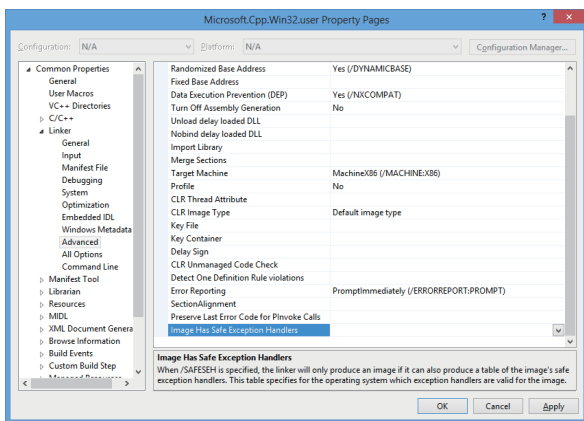 Microsoft.Cpp.Win32.user Property Pages
? ×
Configuration: N/A Platform: N/A Configuration Manager...
Common Properties
General
User Macros
VC++ Directories
C/C++
Linker
General
Input
Manifest File
Debugging
System
Optimization
Embedded IDL
Windows Metadata
Advanced
All Options
Command Line
Manifest Tool
Librarian
Resources
MIDL
XML Document Genera
Browse Information
Build Events
Custom Build Step
Managed Resources
Randomized Base Address Yes (/DYNAMICBASE)
Fixed Base Address
Data Execution Prevention (DEP) Yes (/NXCOMPAT)
Turn Off Assembly Generation No
Unload delay loaded DLL
Nobind delay loaded DLL
Import Library
Merge Sections
Target Machine MachineX86 (/MACHINE:X86)
Profile No
CLR Thread Attribute
CLR Image Type Default image type
Key File
Key Container
Delay Sign
CLR Unmanaged Code Check
Detect One Definition Rule violations
Error Reporting PromptImmediately (/ERRORREPORT:PROMPT)
SectionAlignment
Preserve Last Error Code for PInvoke Calls
Image Has Safe Exception Handlers
Image Has Safe Exception Handlers
When /SAFESEH is specified, the linker will only produce an image if it can also produce a table of the image's safe
exception handlers. This table specifies for the operating system which exception handlers are valid for the image.
OK Cancel Apply